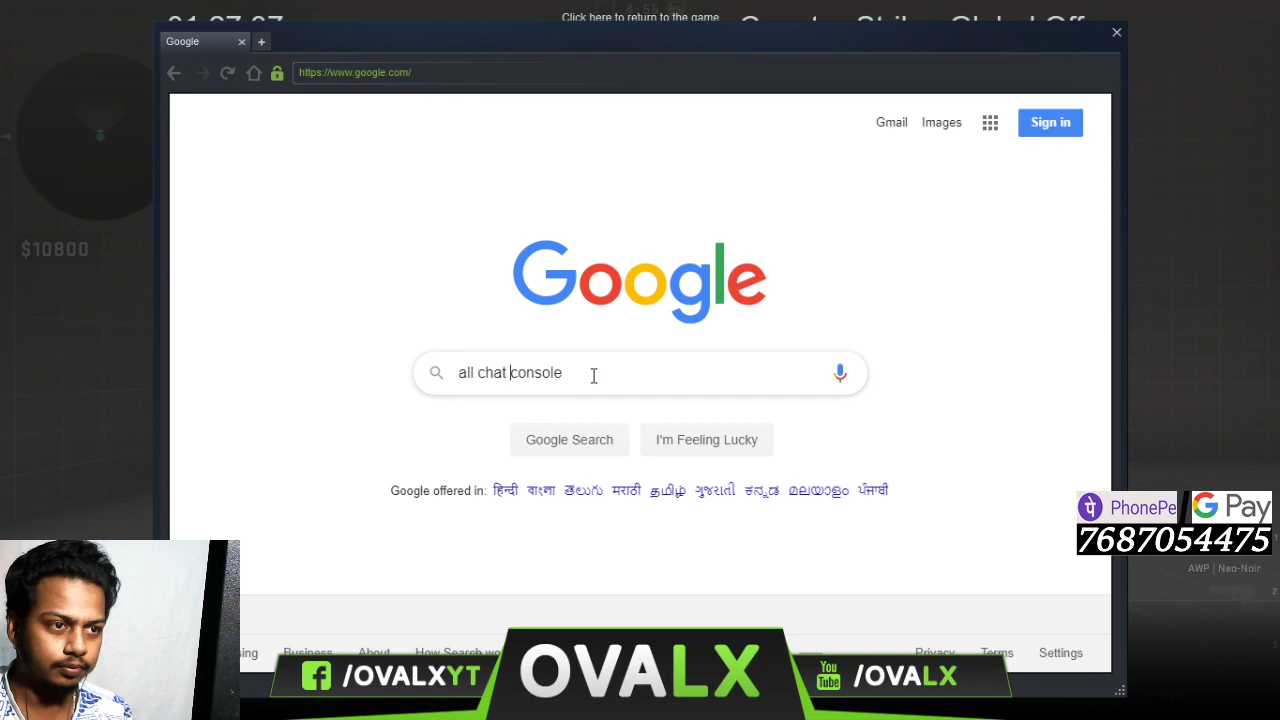 Click here to return to the game
Google
https://www.google.com/
Gmail Images Sign in
$10800
Google
all chat console
Google Search I'm Feeling Lucky
Google offered in: हिन्दी বাংলা తెలుగు मराठी தமிழ் ગુજરાતી ಕನ್ನಡ മലയാളം ਪੰਜਾਬੀ
PhonePe G Pay
7687054475
AWP | Neo-Noir
Privacy Terms Settings
/OVALXYT OVALX You Tube /OVALX